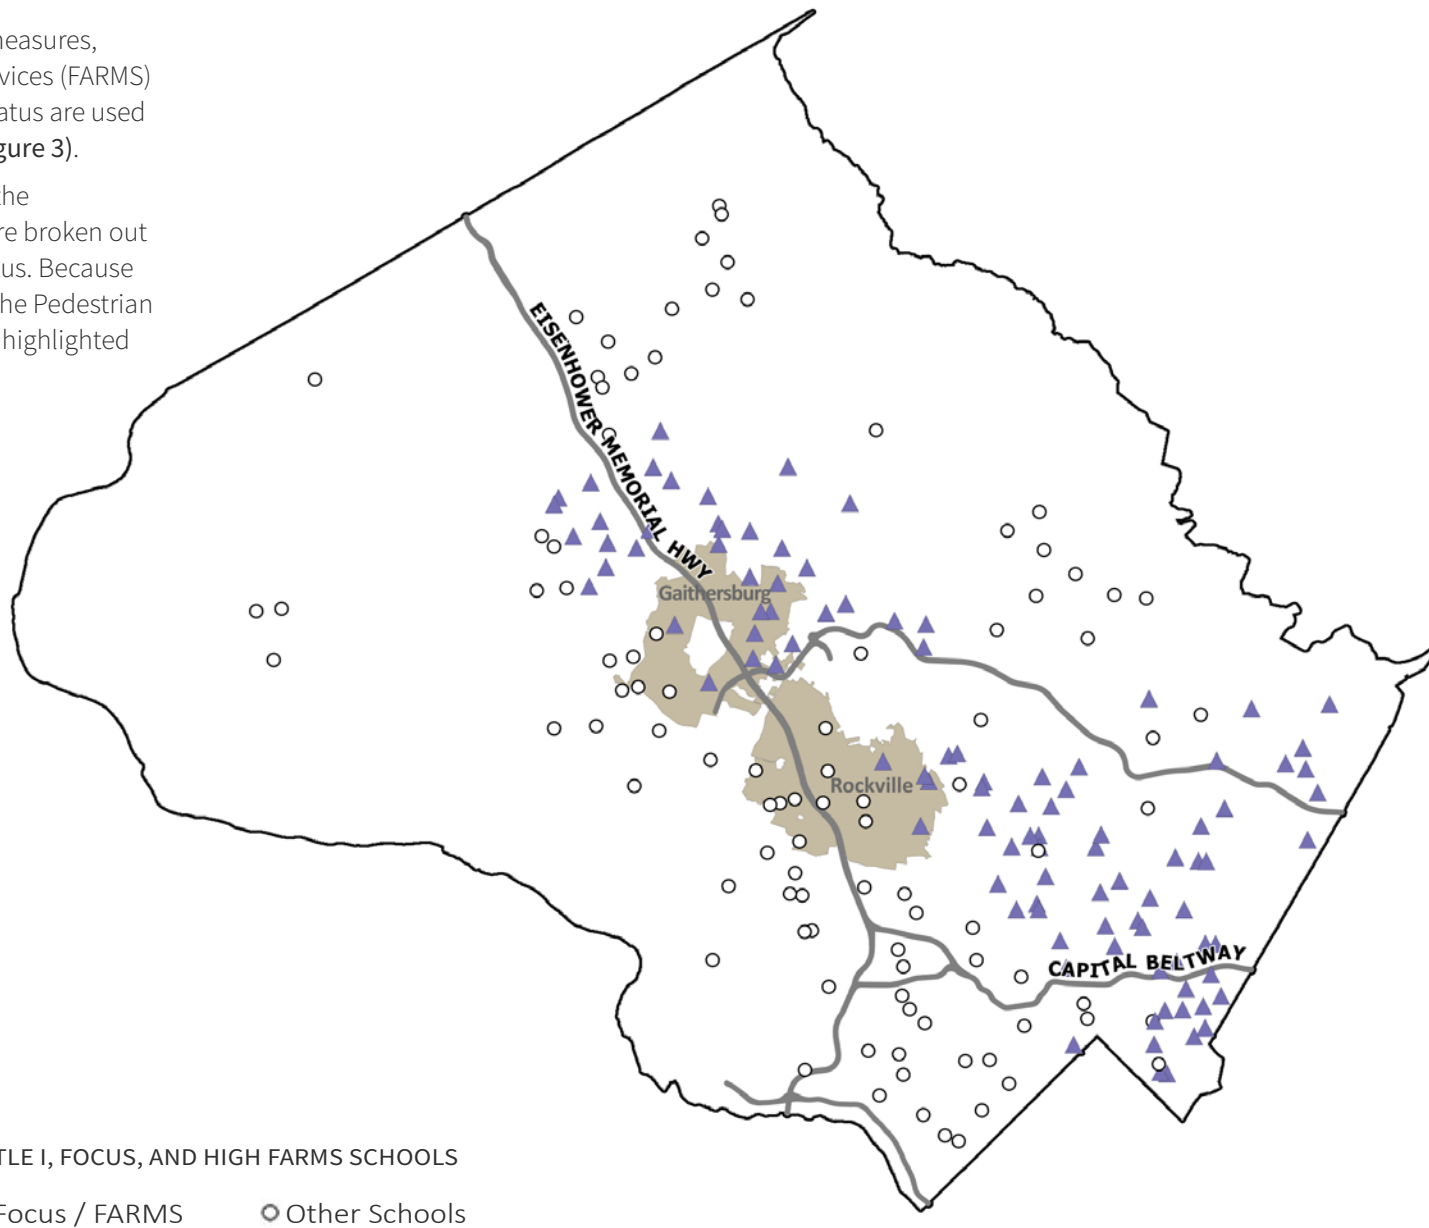 neasures,
vices (FARMS)
atus are used
gure 3).
the
re broken out
us. Because
he Pedestrian
highlighted
EISENHOWER MEMORIAL HWY
Gaithersburg
Rockville
CAPITAL BELTWAY
TLE I, FOCUS, AND HIGH FARMS SCHOOLS
Focus / FARMS
Other Schools